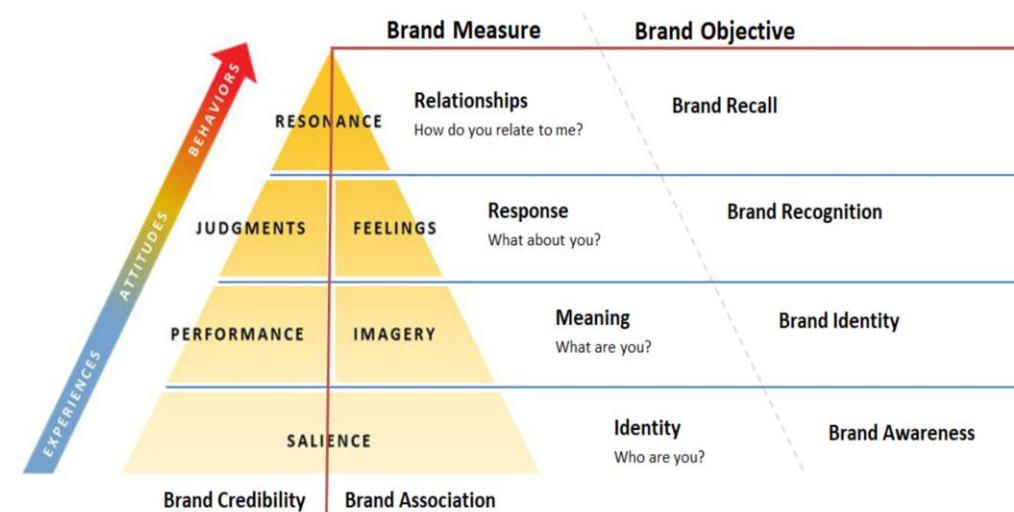 Brand Measure
Brand Objective
RESONANCE
Relationships
How do you relate to me?
Brand Recall
JUDGMENTS
FEELINGS
Response
What about you?
Brand Recognition
PERFORMANCE
IMAGERY
Meaning
What are you?
Brand Identity
SALIENCE
Identity
Who are you?
Brand Awareness
Brand Credibility
Brand Association
EXPERIENCES
ATTITUDES
BEHAVIORS